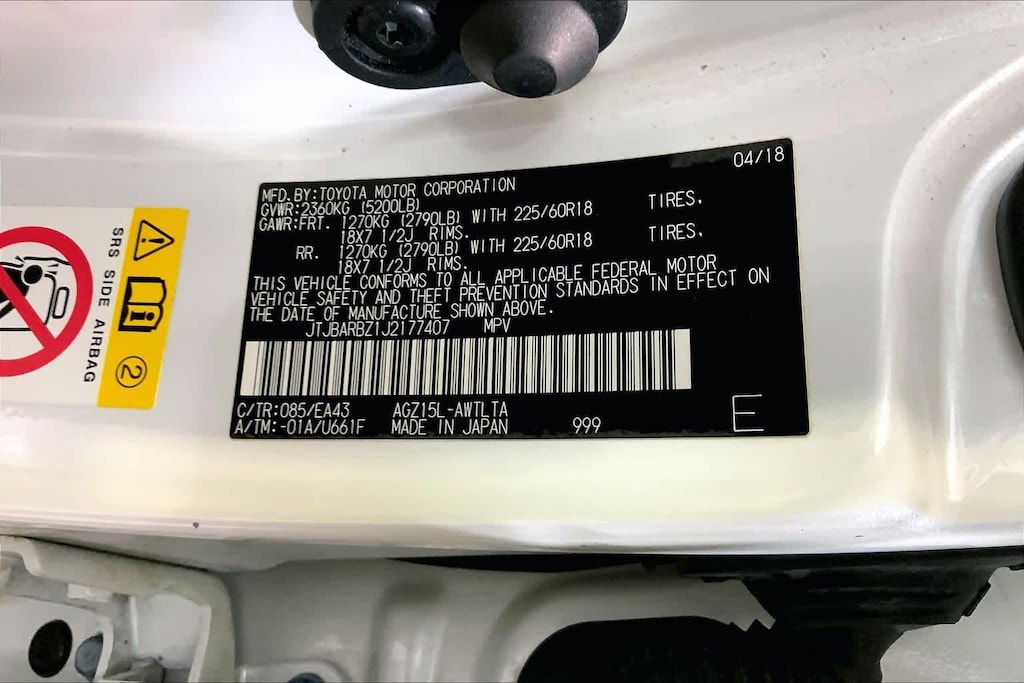 04/18
MFD.BY:TOYOTA MOTOR CORPORATION
GVWR:2360KG (5200LB)
GAWR:FRT. 1270KG (2790LB) WITH 225/60R18 TIRES,
18X7 1/2J RIMS.
RR. 1270KG (2790LB) WITH 225/60R18 TIRES,
18X7 1/2J RIMS.
THIS VEHICLE CONFORMS TO ALL APPLICABLE FEDERAL MOTOR
VEHICLE SAFETY AND THEFT PREVENTION STANDARDS IN EFFECT ON
THE DATE OF MANUFACTURE SHOWN ABOVE.
JTJBARBZ1J2177407 MPV
C/TR:085/EA43 AGZ15L-AWTLTA
A/TM:-01A/U661F MADE IN JAPAN 999 E
SRS SIDE AIRBAG
2